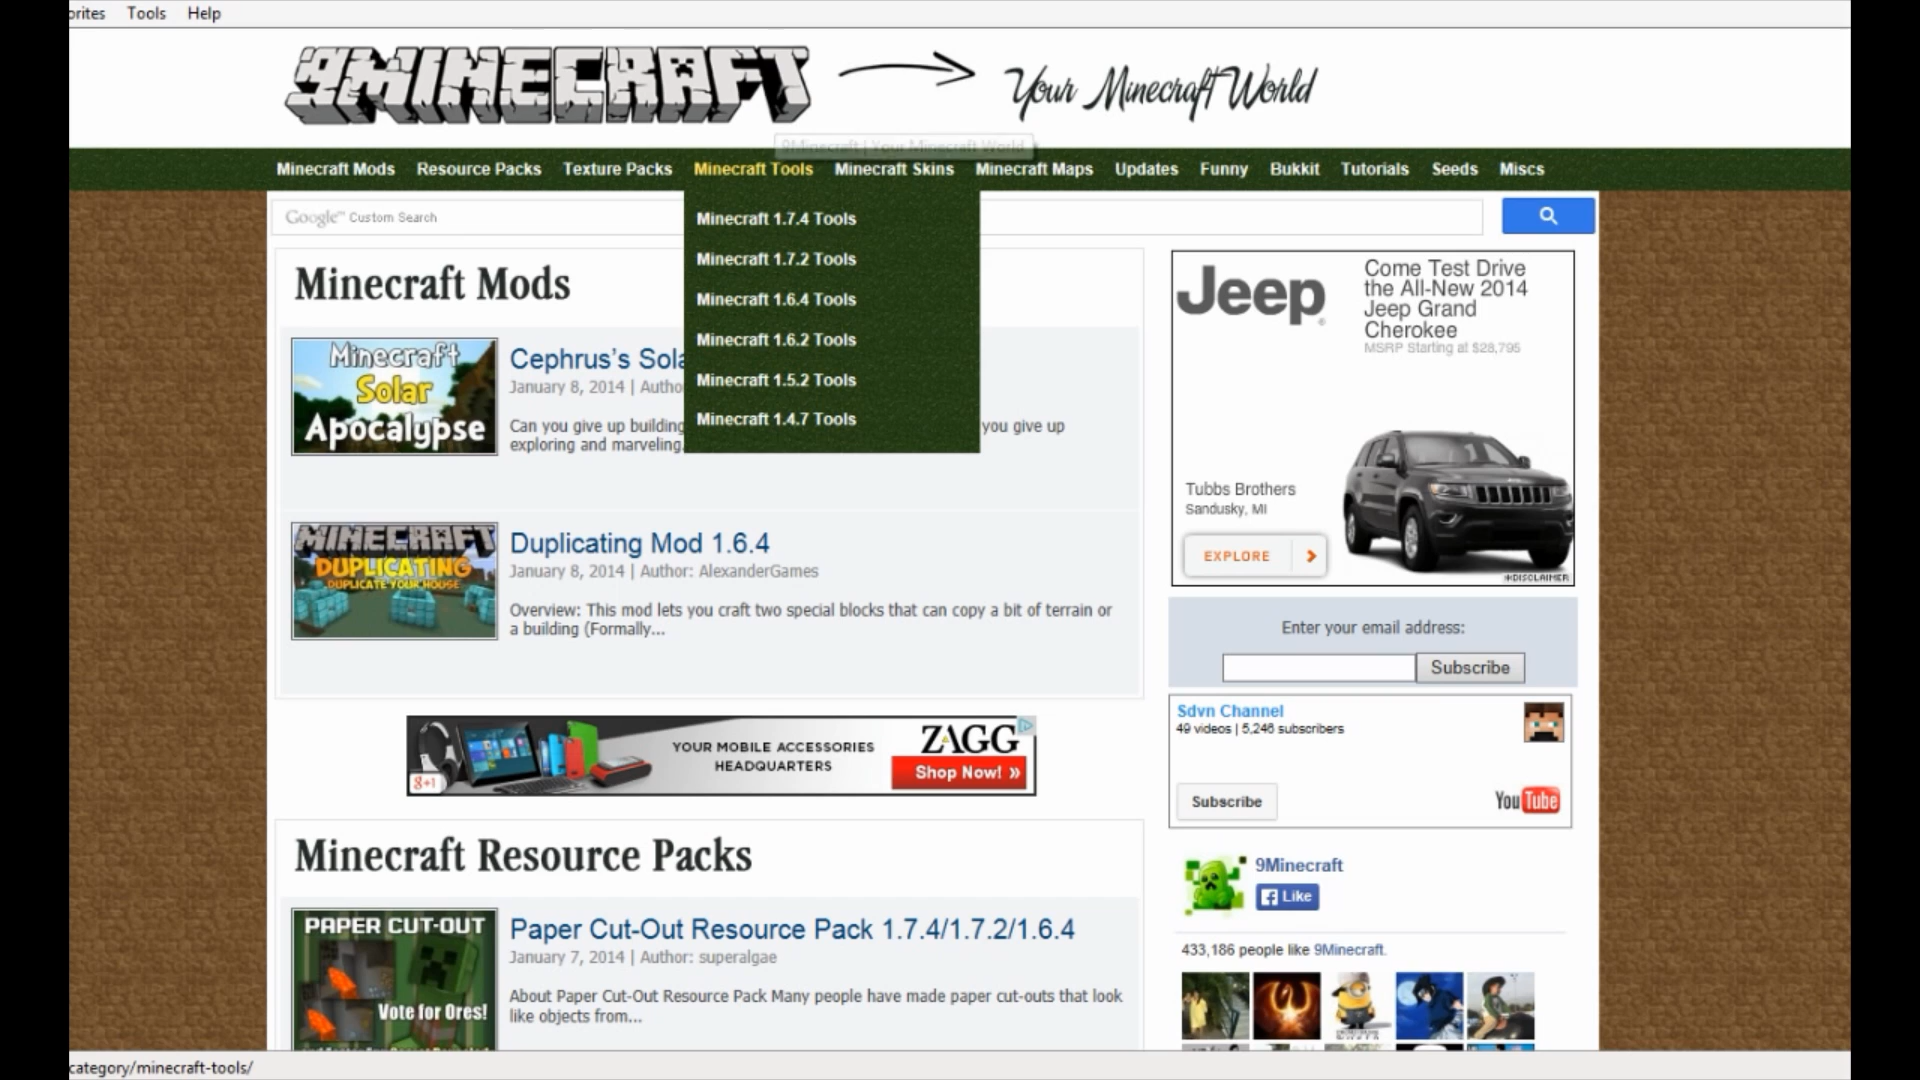 orites Tools Help
9MINECRAFT
Your Minecraft World
9Minecraft | Your Minecraft World
Minecraft Mods Resource Packs Texture Packs Minecraft Tools Minecraft Skins Minecraft Maps Updates Funny Bukkit Tutorials Seeds Miscs
Google™ Custom Search
Minecraft 1.7.4 Tools
Minecraft 1.7.2 Tools
Minecraft 1.6.4 Tools
Minecraft 1.6.2 Tools
Minecraft 1.5.2 Tools
Minecraft 1.4.7 Tools
Minecraft Mods
Minecraft
Solar
Apocalypse
Cephrus's Sola
January 8, 2014 | Autho
Can you give up building you give up
exploring and marveling.
MINECRAFT
DUPLICATING
DUPLICATE YOUR HOUSE
Duplicating Mod 1.6.4
January 8, 2014 | Author: AlexanderGames
Overview: This mod lets you craft two special blocks that can copy a bit of terrain or
a building (Formally...
YOUR MOBILE ACCESSORIES
HEADQUARTERS
ZAGG
Shop Now! »
g+1
Minecraft Resource Packs
PAPER CUT-OUT
Vote for Ores!
Paper Cut-Out Resource Pack 1.7.4/1.7.2/1.6.4
January 7, 2014 | Author: superalgae
About Paper Cut-Out Resource Pack Many people have made paper cut-outs that look
like objects from...
Jeep®
Come Test Drive
the All-New 2014
Jeep Grand
Cherokee
MSRP Starting at $28,795
Tubbs Brothers
Sandusky, MI
EXPLORE
*DISCLAIMER
Enter your email address:
Subscribe
Sdvn Channel
49 videos | 5,246 subscribers
Subscribe
YouTube
9Minecraft
Like
433,186 people like 9Minecraft.
category/minecraft-tools/